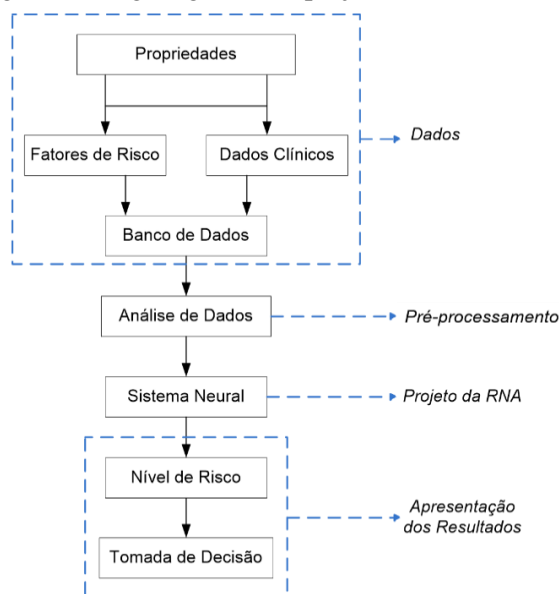 Propriedades
Fatores de Risco
Dados Clínicos
Dados
Banco de Dados
Análise de Dados
Pré-processamento
Sistema Neural
Projeto da RNA
Nível de Risco
Apresentação
dos Resultados
Tomada de Decisão